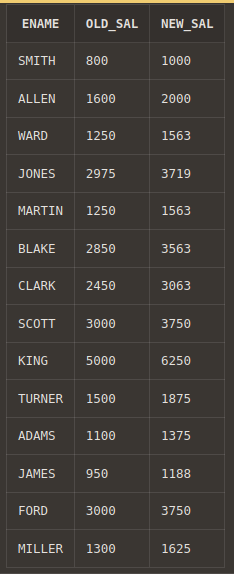 ENAME OLD_SAL NEW_SAL
SMITH 800 1000
ALLEN 1600 2000
WARD 1250 1563
JONES 2975 3719
MARTIN 1250 1563
BLAKE 2850 3563
CLARK 2450 3063
SCOTT 3000 3750
KING 5000 6250
TURNER 1500 1875
ADAMS 1100 1375
JAMES 950 1188
FORD 3000 3750
MILLER 1300 1625